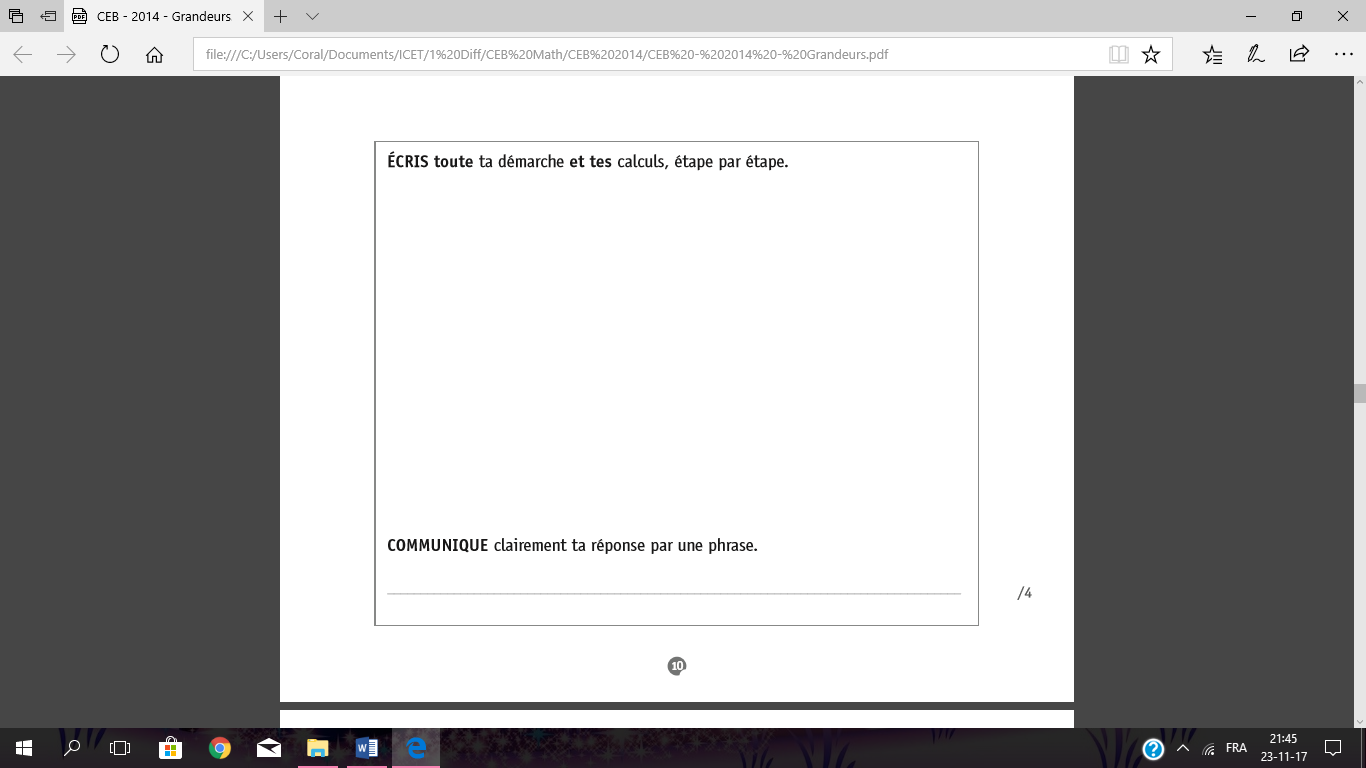 CEB - 2014 - Grandeurs
file:///C:/Users/Coral/Documents/ICET/1%20Diff/CEB%20Math/CEB%202014/CEB%20-%202014%20-%20Grandeurs.pdf
ÉCRIS toute ta démarche et tes calculs, étape par étape.
COMMUNIQUE clairement ta réponse par une phrase.
/4
10
FRA
21:45
23-11-17